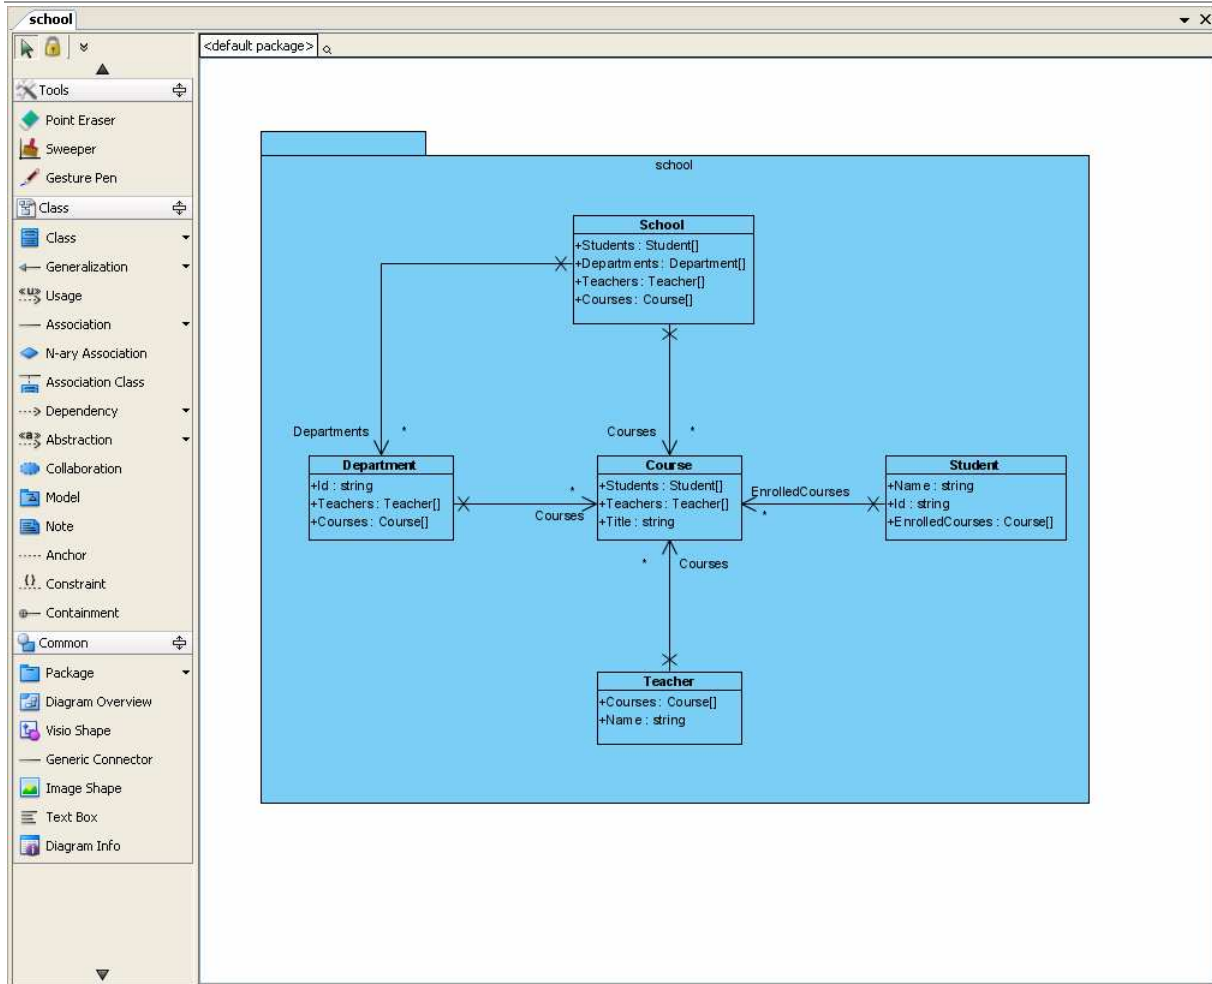 school
<default package>
Tools
Point Eraser
Sweeper
Gesture Pen
Class
Class
Generalization
Usage
Association
N-ary Association
Association Class
Dependency
Abstraction
Collaboration
Model
Note
Anchor
Constraint
Containment
Common
Package
Diagram Overview
Visio Shape
Generic Connector
Image Shape
Text Box
Diagram Info
school
School
+Students : Student[]
+Departments : Department[]
+Teachers : Teacher[]
+Courses : Course[]
Departments *
Courses *
Department
+Id : string
+Teachers : Teacher[]
+Courses : Course[]
*
Courses
Course
+Students : Student[]
+Teachers : Teacher[]
+Title : string
EnrolledCourses
*
Student
+Name : string
+Id : string
+EnrolledCourses : Course[]
* Courses
Teacher
+Courses : Course[]
+Name : string